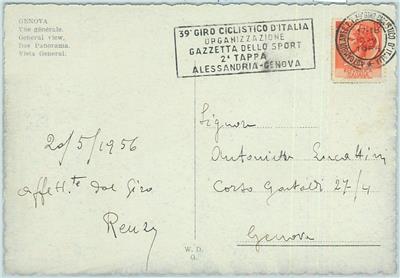 GENOVA
Vue générale.
General view.
Das Panorama.
Vista General.
39° GIRO CICLISTICO D'ITALIA
ORGANIZZAZIONE
GAZZETTA DELLO SPORT
2ª TAPPA
ALESSANDRIA-GENOVA
20/5/1956
affett.te dal Giro
Renzo
Signora
Antonietta
Corso Gastaldi 27/4
Genova
W. D.
G.